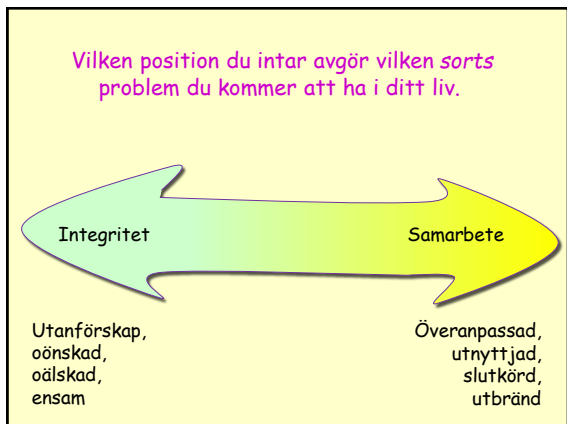 Vilken position du intar avgör vilken sorts
problem du kommer att ha i ditt liv.
Integritet
Samarbete
Utanförskap,
oönskad,
oälskad,
ensam
Överanpassad,
utnyttjad,
slutkörd,
utbränd